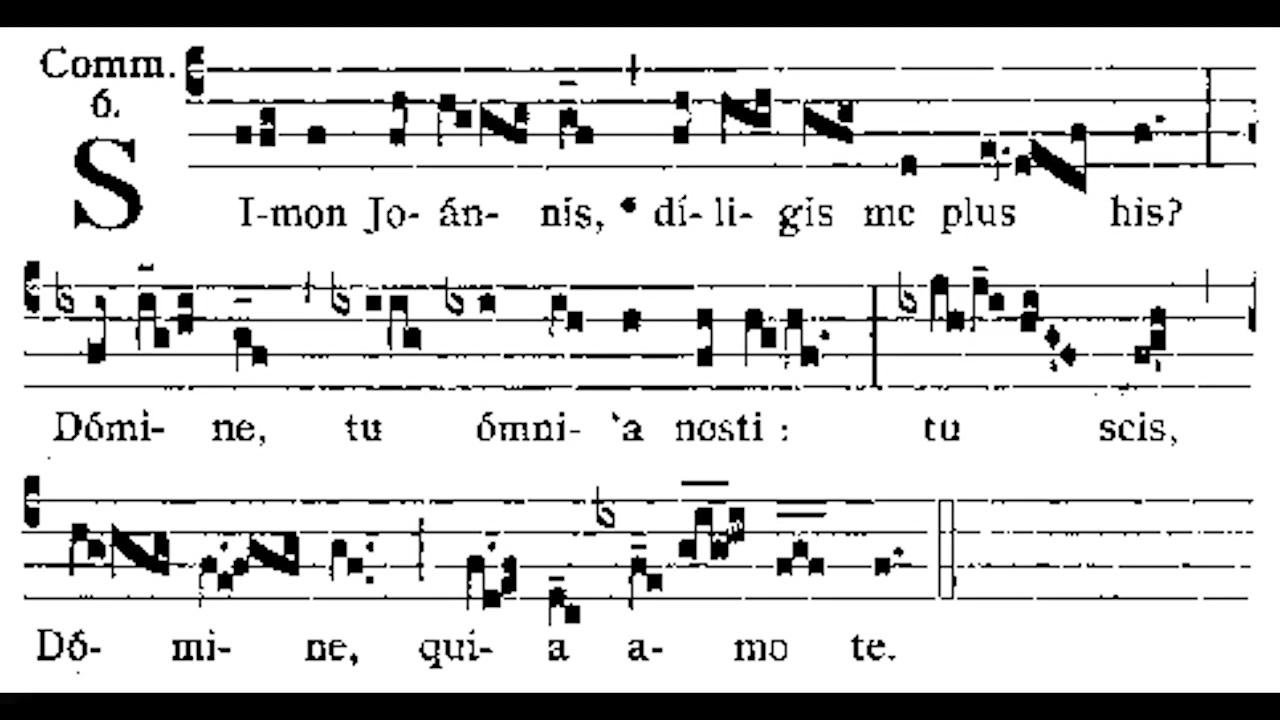 Comm.
6.
SI-mon Jo- án- nis, * dí- li- gis me plus his?
Dómi- ne, tu ómni- a nosti : tu scis,
Dó- mi- ne, qui- a a- mo te.